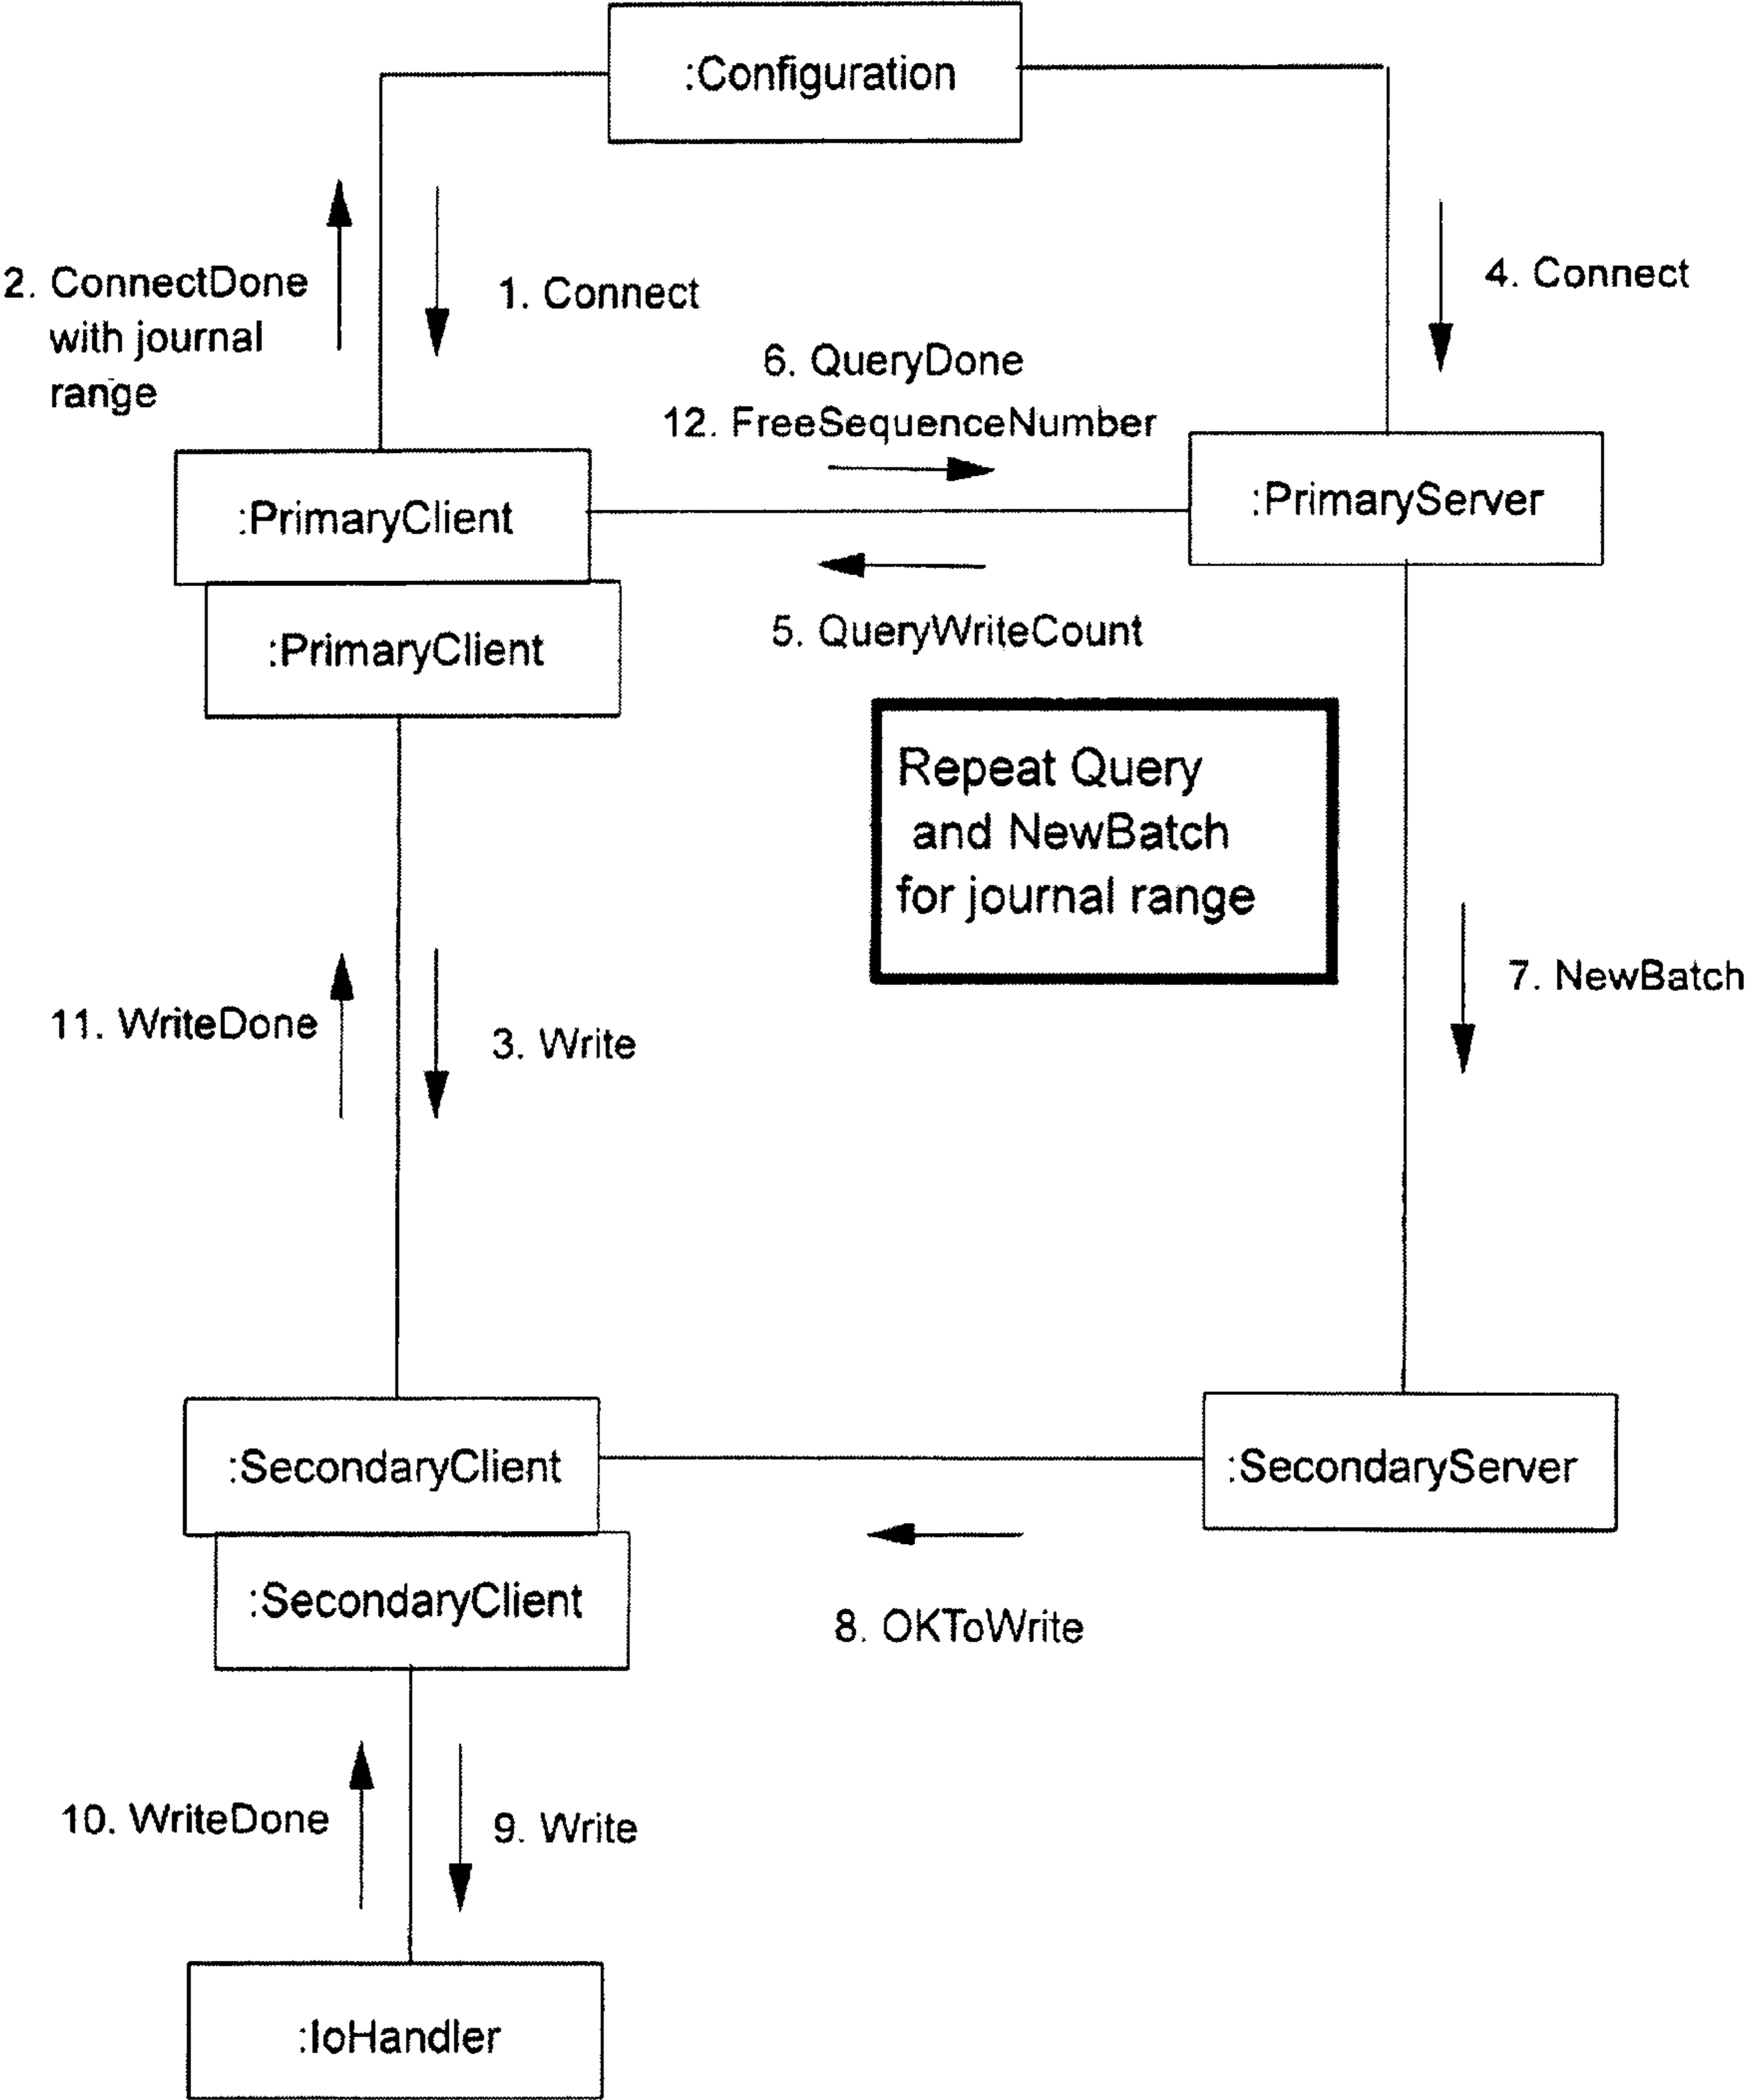 :Configuration
2. ConnectDone
with journal
range
1. Connect
4. Connect
6. QueryDone
12. FreeSequenceNumber
:PrimaryClient
:PrimaryServer
:PrimaryClient
5. QueryWriteCount
Repeat Query
and NewBatch
for journal range
11. WriteDone
3. Write
7. NewBatch
:SecondaryClient
:SecondaryServer
:SecondaryClient
8. OKToWrite
10. WriteDone
9. Write
:IoHandler